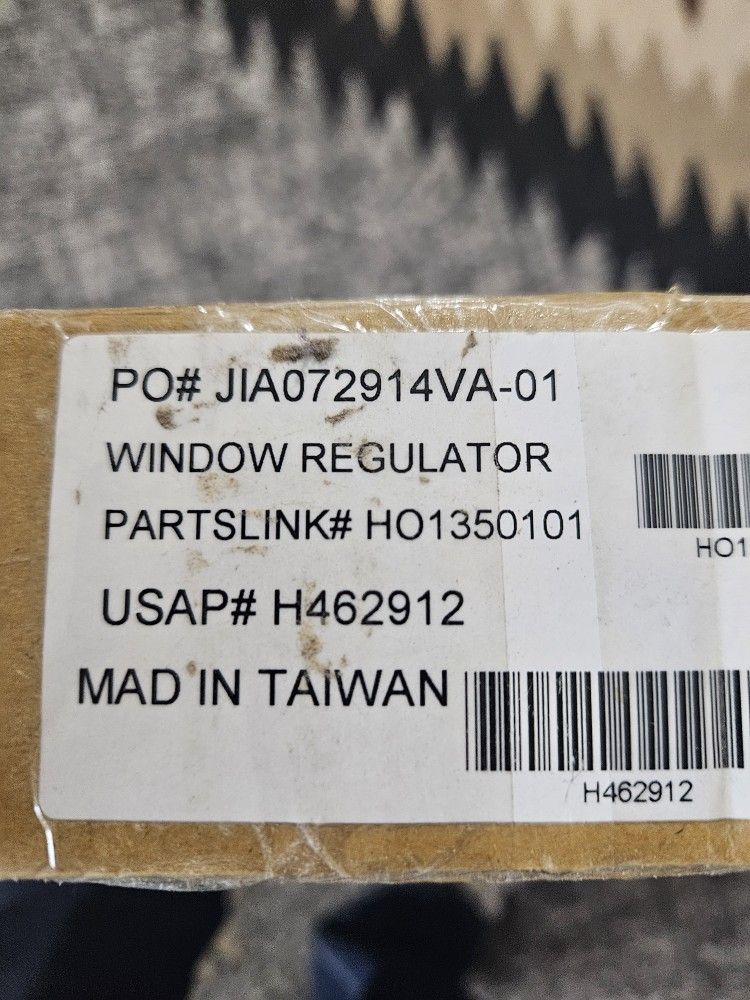 PO# JIA072914VA-01
WINDOW REGULATOR
PARTSLINK# HO1350101
HO1
USAP# H462912
MAD IN TAIWAN
H462912